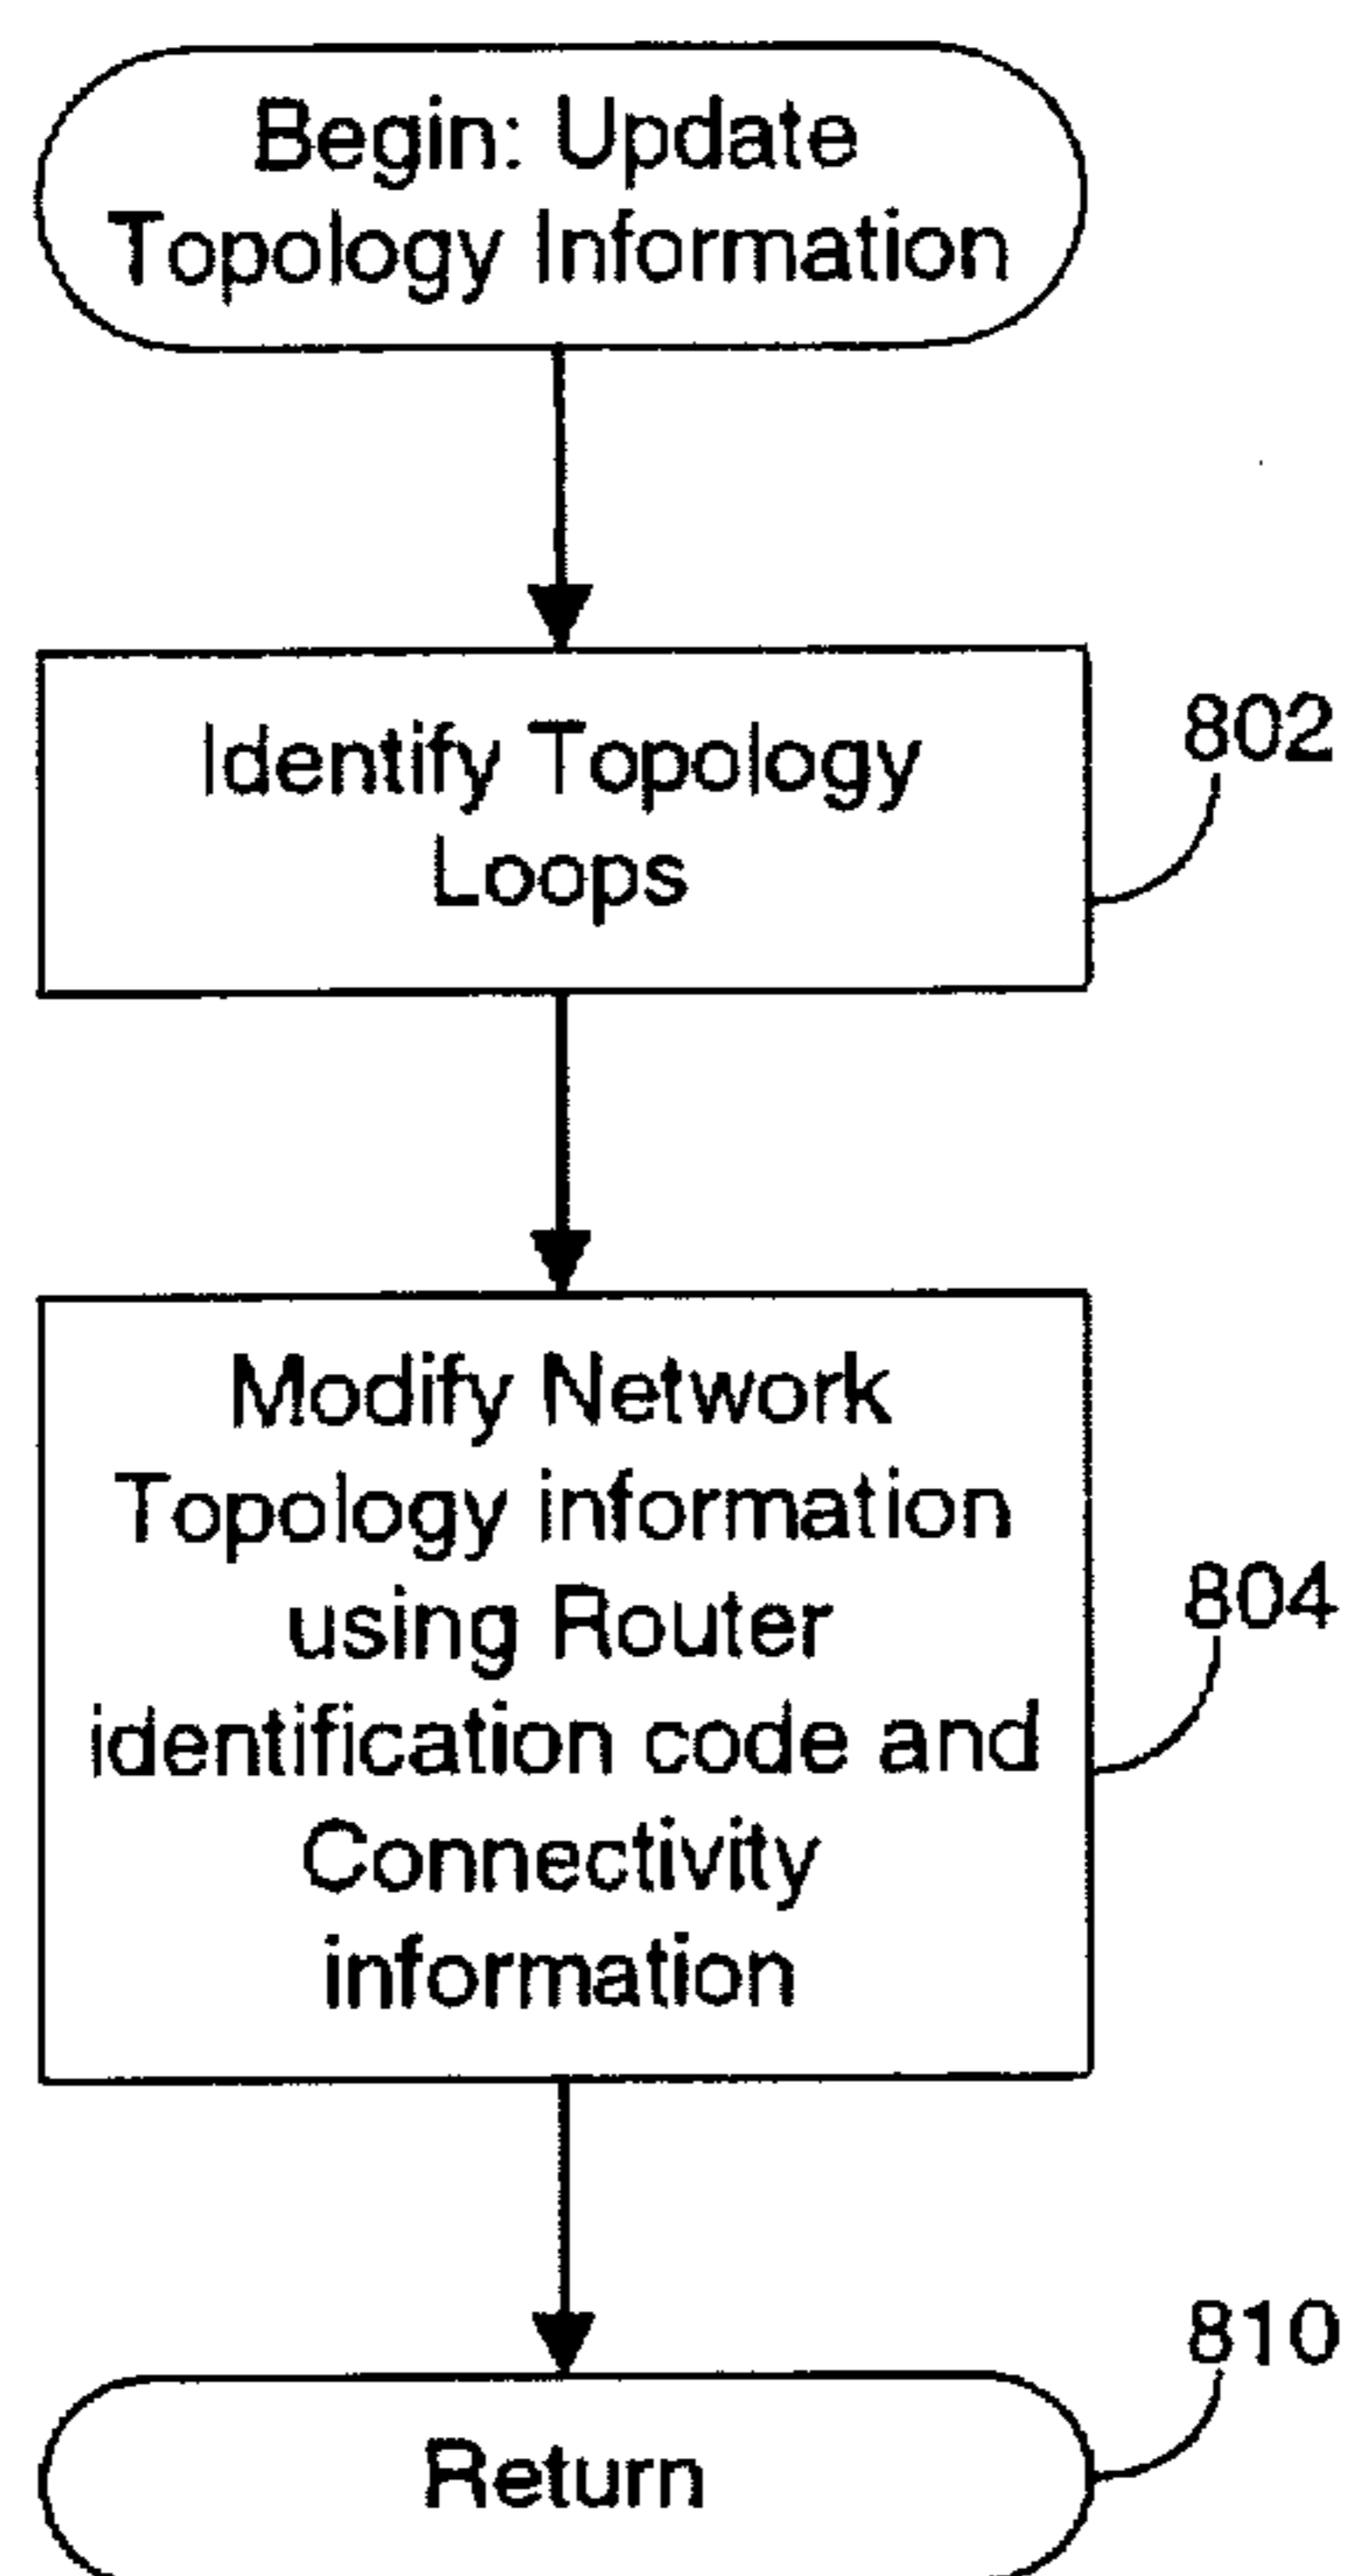 Begin: Update
Topology Information
Identify Topology
Loops
802
Modify Network
Topology information
using Router
identification code and
Connectivity
information
804
Return
810